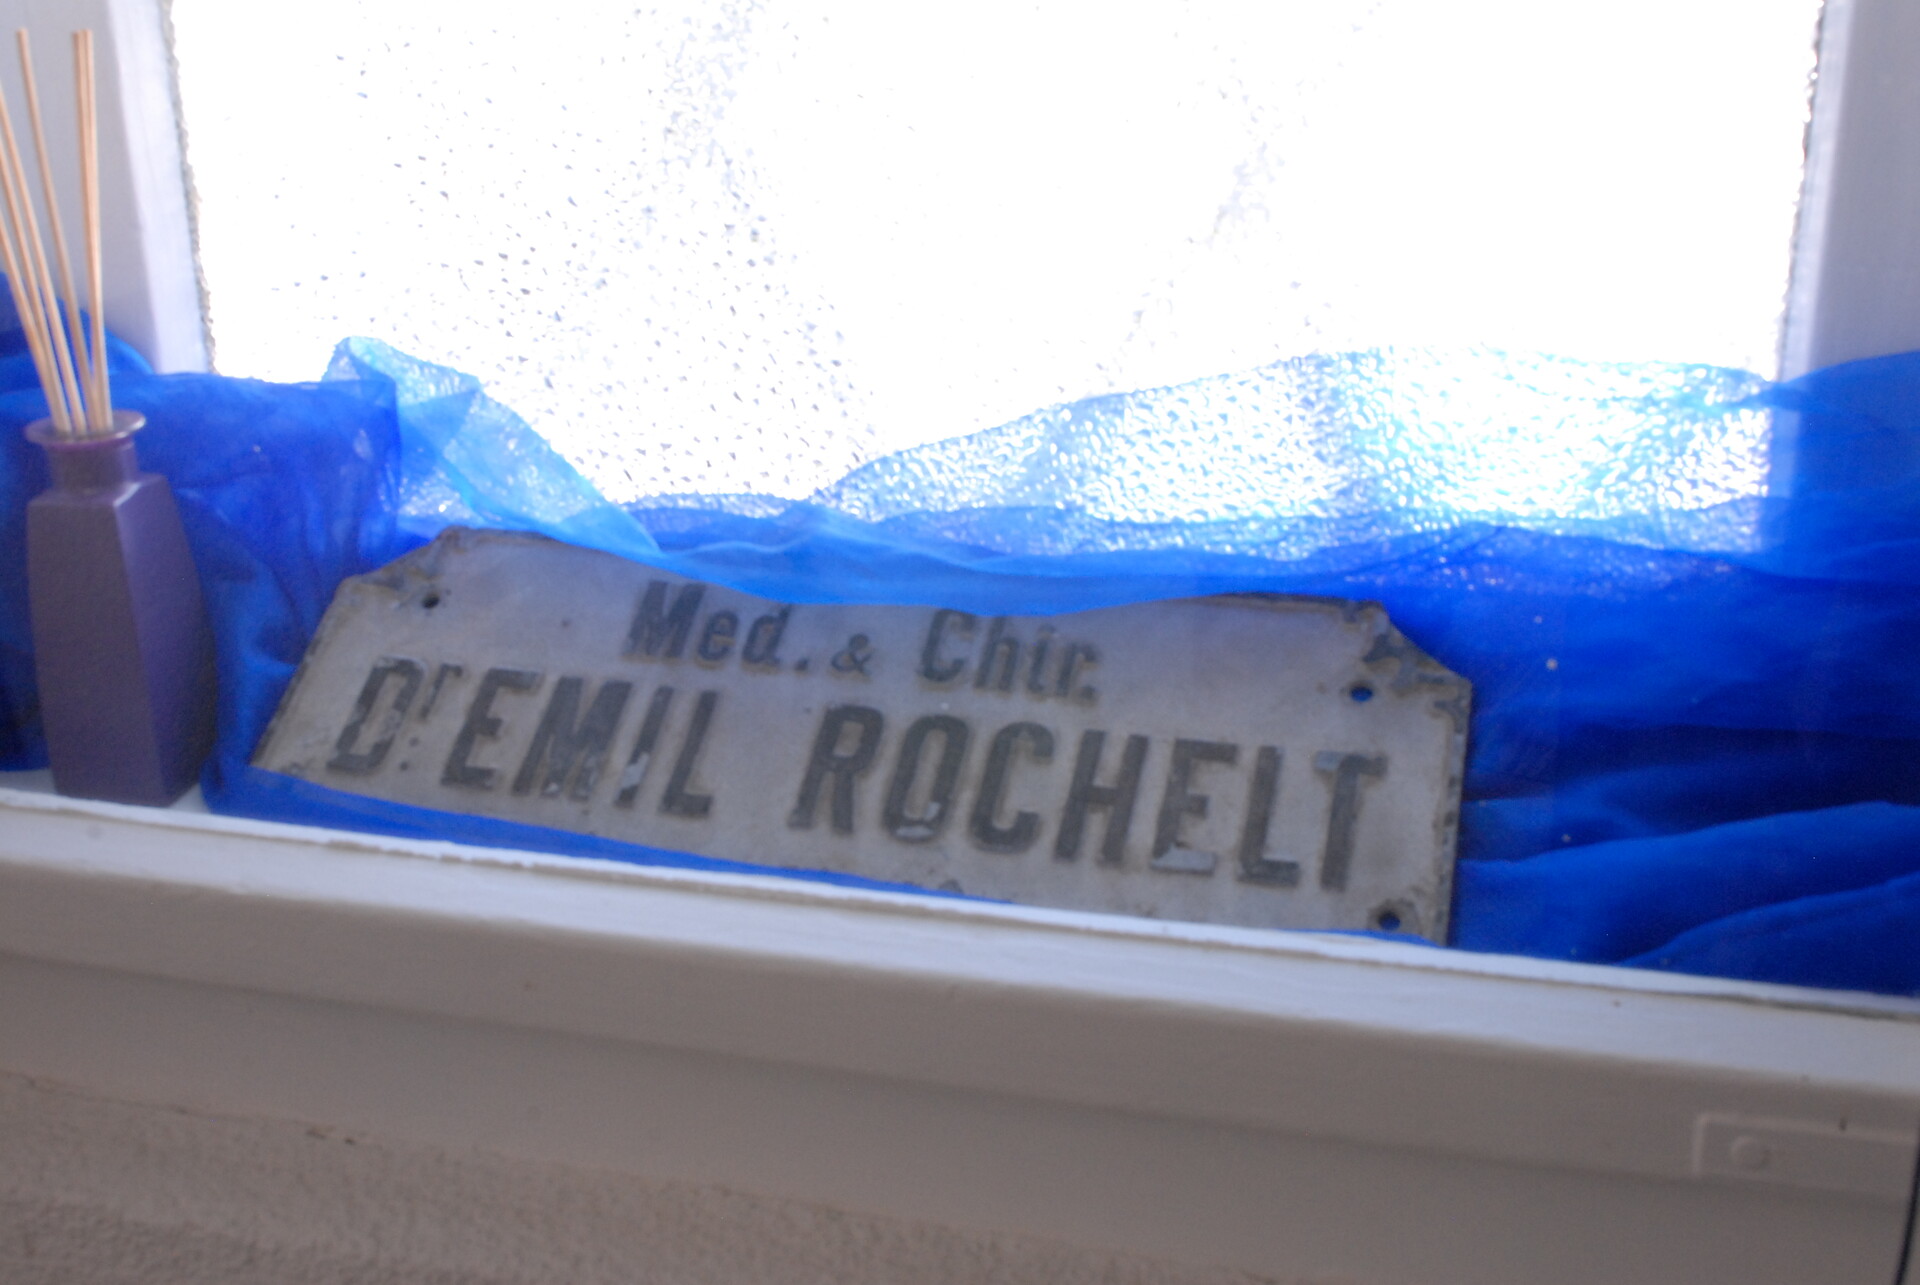 Med. & Chir.
Dr. EMIL ROCHELT